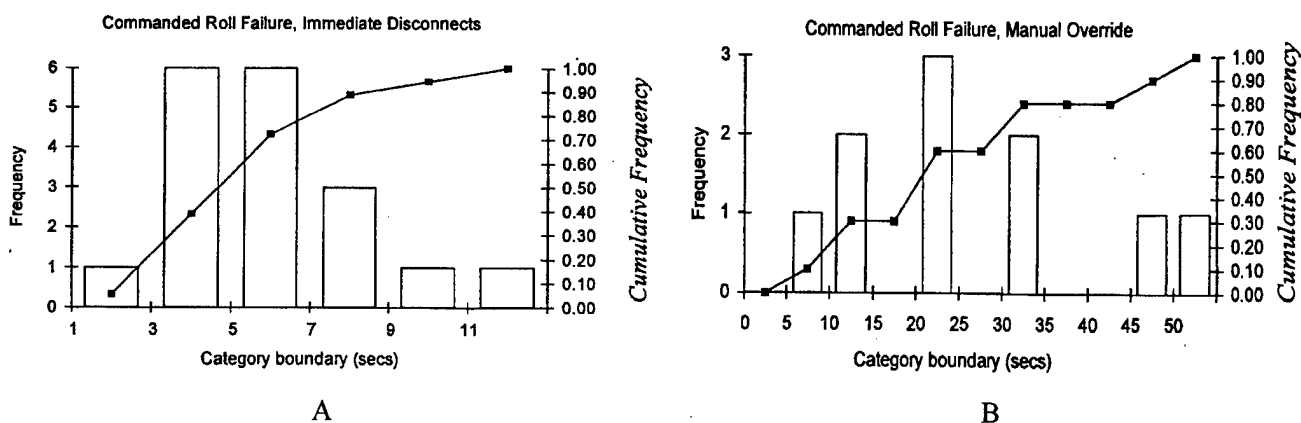 Commanded Roll Failure, Immediate Disconnects
Frequency
6
5
4
3
2
1
0
1.00
0.90
0.80
0.70
0.60
0.50
0.40
0.30
0.20
0.10
0.00
Cumulative Frequency
1 3 5 7 9 11
Category boundary (secs)
A
Commanded Roll Failure, Manual Override
Frequency
3
2
1
0
1.00
0.90
0.80
0.70
0.60
0.50
0.40
0.30
0.20
0.10
0.00
Cumulative Frequency
0 5 10 15 20 25 30 35 40 45 50
Category boundary (secs)
B